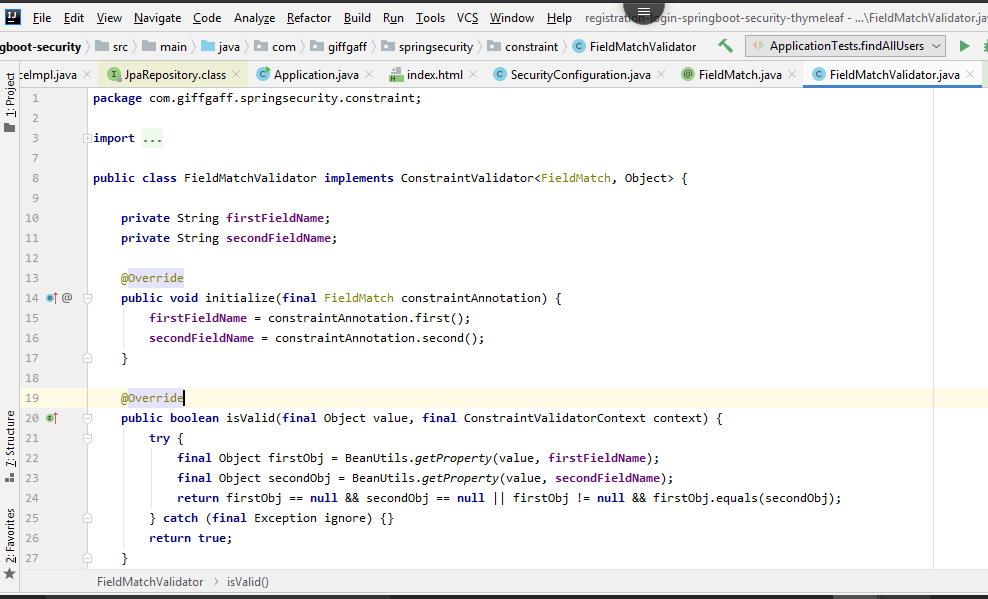 File Edit View Navigate Code Analyze Refactor Build Run Tools VCS Window Help registration-login-springboot-security-thymeleaf - ...\FieldMatchValidator.ja
gboot-security src main java com giffgaff springsecurity constraint FieldMatchValidator ApplicationTests.findAllUsers
ceImpl.java JpaRepository.class Application.java index.html SecurityConfiguration.java FieldMatch.java FieldMatchValidator.java
1: Project
1 package com.giffgaff.springsecurity.constraint;
2
3 import ...
7
8 public class FieldMatchValidator implements ConstraintValidator<FieldMatch, Object> {
9
10 private String firstFieldName;
11 private String secondFieldName;
12
13 @Override
14 @ public void initialize(final FieldMatch constraintAnnotation) {
15 firstFieldName = constraintAnnotation.first();
16 secondFieldName = constraintAnnotation.second();
17 }
18
19 @Override
20 public boolean isValid(final Object value, final ConstraintValidatorContext context) {
21 try {
22 final Object firstObj = BeanUtils.getProperty(value, firstFieldName);
23 final Object secondObj = BeanUtils.getProperty(value, secondFieldName);
24 return firstObj == null && secondObj == null || firstObj != null && firstObj.equals(secondObj);
25 } catch (final Exception ignore) {}
26 return true;
27 }
7: Structure
2: Favorites
FieldMatchValidator › isValid()